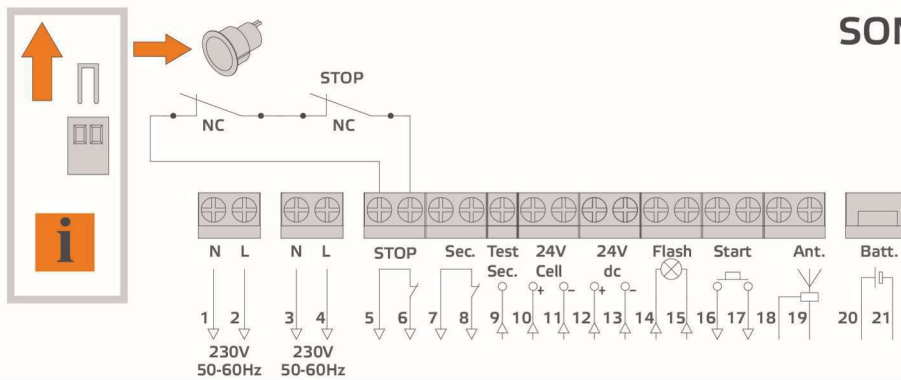 SON
STOP
NC NC
i
N L N L STOP Sec. Test Sec. 24V Cell 24V dc Flash Start Ant. Batt.
+ - + -
1 2 3 4 5 6 7 8 9 10 11 12 13 14 15 16 17 18 19 20 21
230V 50-60Hz 230V 50-60Hz